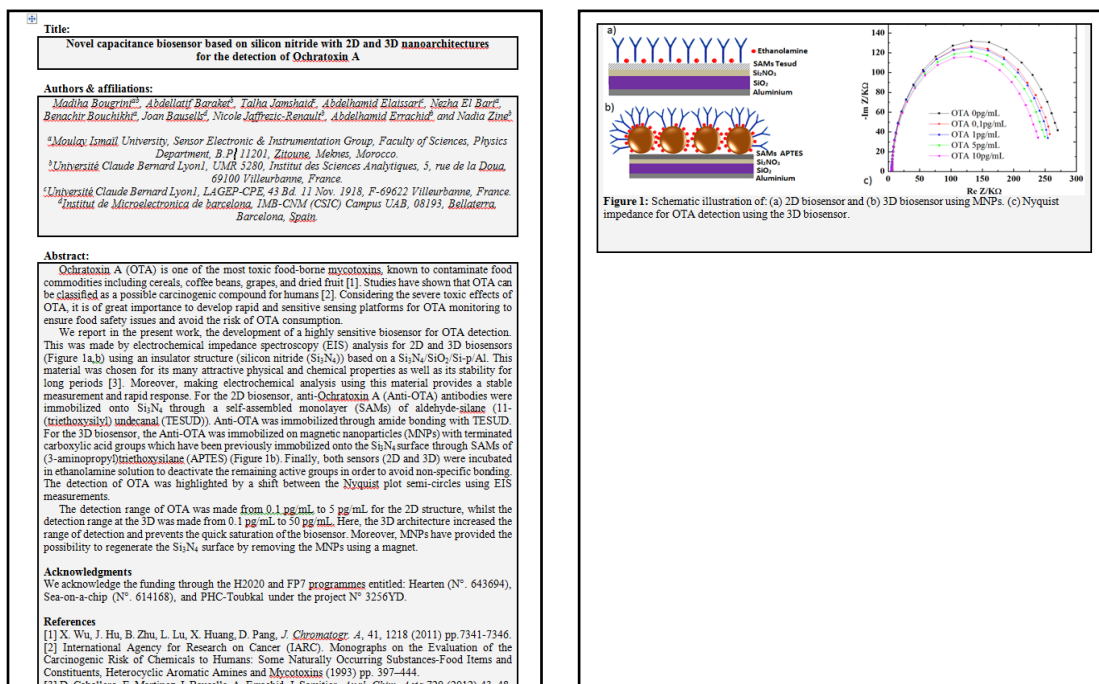 Title:
Novel capacitance biosensor based on silicon nitride with 2D and 3D nanoarchitectures
for the detection of Ochratoxin A
Authors & affiliations:
Madiha Bougrini^ab, Abdellatif Baraket^b, Talha Jamshaid^c, Abdelhamid Elaissari^c, Nezha El Bari^a,
Benachir Bouchikhi^a, Joan Bausells^d, Nicole Jaffrezic-Renault^b, Abdelhamid Errachid^b and Nadia Zine^b
^aMoulay Ismail University, Sensor Electronic & Instrumentation Group, Faculty of Sciences, Physics
Department, B.P 11201, Zitoune, Meknes, Morocco.
^bUniversité Claude Bernard Lyon1, UMR 5280, Institut des Sciences Analytiques, 5, rue de la Doua,
69100 Villeurbanne, France.
^cUniversité Claude Bernard Lyon1, LAGEP-CPE, 43 Bd. 11 Nov. 1918, F-69622 Villeurbanne, France.
^dInstitut de Microelectronica de barcelona, IMB-CNM (CSIC) Campus UAB, 08193, Bellaterra,
Barcelona, Spain.
Abstract:
Ochratoxin A (OTA) is one of the most toxic food-borne mycotoxins, known to contaminate food
commodities including cereals, coffee beans, grapes, and dried fruit [1]. Studies have shown that OTA can
be classified as a possible carcinogenic compound for humans [2]. Considering the severe toxic effects of
OTA, it is of great importance to develop rapid and sensitive sensing platforms for OTA monitoring to
ensure food safety issues and avoid the risk of OTA consumption.
We report in the present work, the development of a highly sensitive biosensor for OTA detection.
This was made by electrochemical impedance spectroscopy (EIS) analysis for 2D and 3D biosensors
(Figure 1a,b) using an insulator structure (silicon nitride (Si₃N₄)) based on a Si₃N₄/SiO₂/Si-p/Al. This
material was chosen for its many attractive physical and chemical properties as well as its stability for
long periods [3]. Moreover, making electrochemical analysis using this material provides a stable
measurement and rapid response. For the 2D biosensor, anti-Ochratoxin A (Anti-OTA) antibodies were
immobilized onto Si₃N₄ through a self-assembled monolayer (SAMs) of aldehyde-silane (11-
(triethoxysilyl) undecanal (TESUD)). Anti-OTA was immobilized through amide bonding with TESUD.
For the 3D biosensor, the Anti-OTA was immobilized on magnetic nanoparticles (MNPs) with terminated
carboxylic acid groups which have been previously immobilized onto the Si₃N₄ surface through SAMs of
(3-aminopropyl)triethoxysilane (APTES) (Figure 1b). Finally, both sensors (2D and 3D) were incubated
in ethanolamine solution to deactivate the remaining active groups in order to avoid non-specific bonding.
The detection of OTA was highlighted by a shift between the Nyquist plot semi-circles using EIS
measurements.
The detection range of OTA was made from 0.1 pg/mL to 5 pg/mL for the 2D structure, whilst the
detection range at the 3D was made from 0.1 pg/mL to 50 pg/mL. Here, the 3D architecture increased the
range of detection and prevents the quick saturation of the biosensor. Moreover, MNPs have provided the
possibility to regenerate the Si₃N₄ surface by removing the MNPs using a magnet.
Acknowledgments
We acknowledge the funding through the H2020 and FP7 programmes entitled: Hearten (N°. 643694),
Sea-on-a-chip (N°. 614168), and PHC-Toubkal under the project N° 3256YD.
References
[1] X. Wu, J. Hu, B. Zhu, L. Lu, X. Huang, D. Pang, J. Chromatogr. A, 41, 1218 (2011) pp.7341-7346.
[2] International Agency for Research on Cancer (IARC). Monographs on the Evaluation of the
Carcinogenic Risk of Chemicals to Humans: Some Naturally Occurring Substances-Food Items and
Constituents, Heterocyclic Aromatic Amines and Mycotoxins (1993) pp. 397–444.
a)
Ethanolamine
SAMs Tesud
Si₂NO₃
SiO₂
Aluminium
b)
SAMs APTES
Si₂NO₃
SiO₂
Aluminium
-Im Z/KΩ
140
120
100
80
60
40
20
0
OTA 0pg/mL
OTA 0,1pg/mL
OTA 1pg/mL
OTA 5pg/mL
OTA 10pg/mL
0 50 100 150 200 250 300
c)
Re Z/KΩ
Figure 1: Schematic illustration of: (a) 2D biosensor and (b) 3D biosensor using MNPs. (c) Nyquist
impedance for OTA detection using the 3D biosensor.